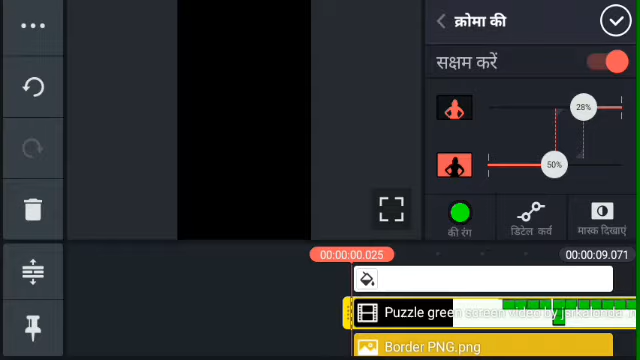 क्रोमा की
सक्षम करें
28%
50%
की रंग
डिटेल कर्व
मास्क दिखाएं
00:00:00.025
00:00:09.071
Puzzle green screen video by
Border PNG.png